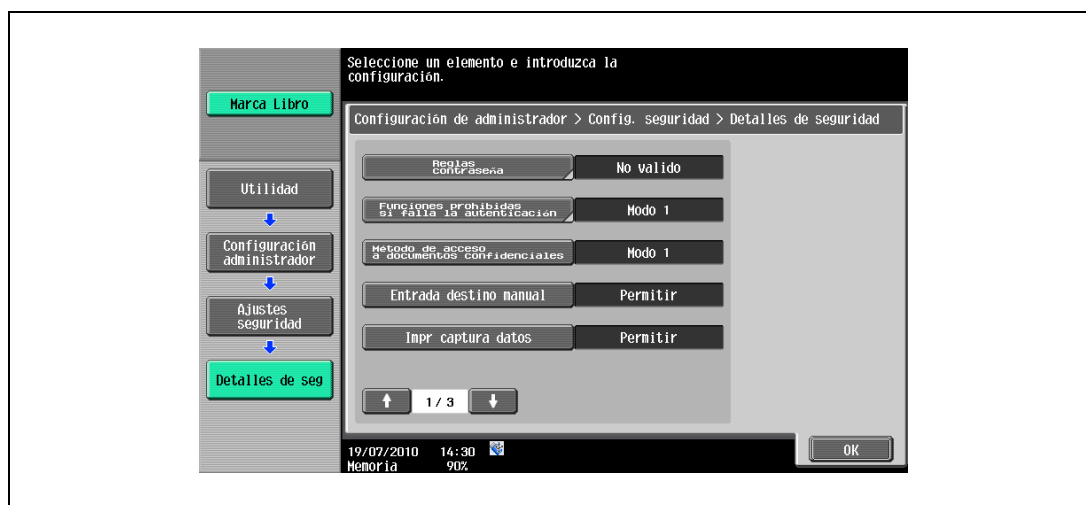 Seleccione un elemento e introduzca la
configuración.
Marca Libro
Configuración de administrador > Config. seguridad > Detalles de seguridad
Reglas
contraseña
No valido
Utilidad
Funciones prohibidas
si falla la autenticación
Modo 1
Configuración
administrador
Método de acceso
a documentos confidenciales
Modo 1
Entrada destino manual
Permitir
Ajustes
seguridad
Impr captura datos
Permitir
Detalles de seg
1/3
19/07/2010 14:30
Memoria 90%
OK